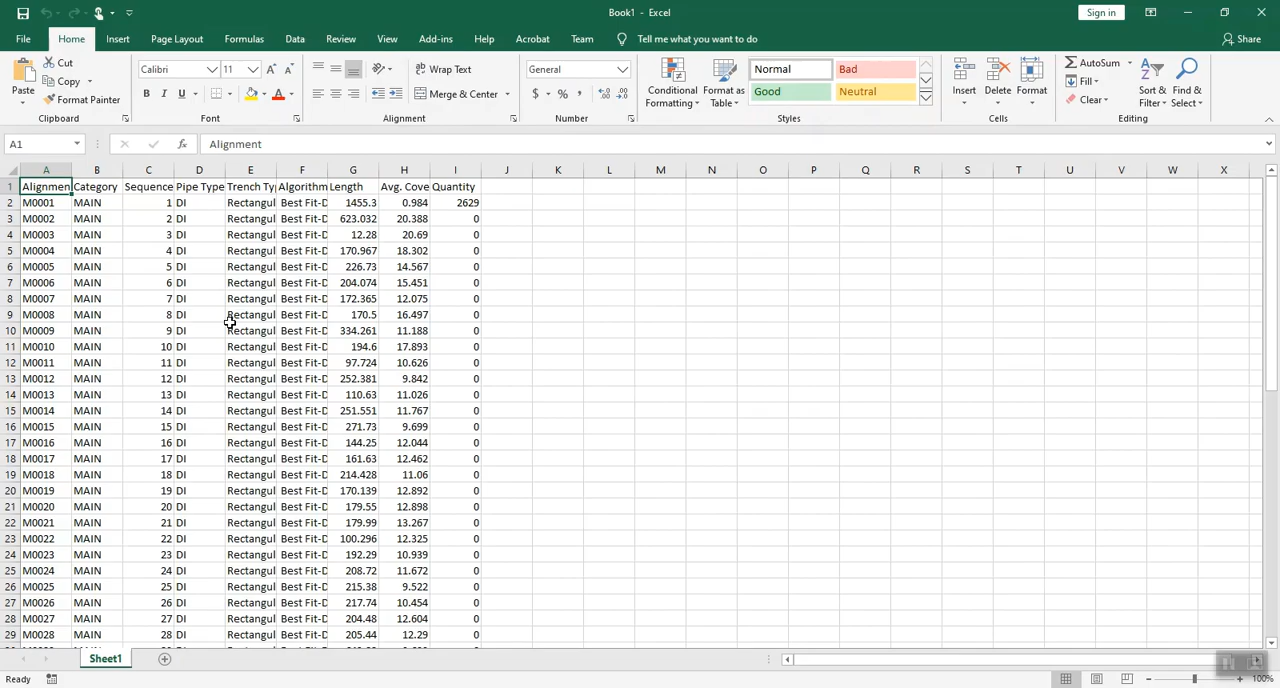 Book1 - Excel
Sign in
File Home Insert Page Layout Formulas Data Review View Add-ins Help Acrobat Team Tell me what you want to do Share
Paste
Cut
Copy
Format Painter
Clipboard
Calibri 11
B I U
Font
Wrap Text
Merge & Center
Alignment
General
$ %
Number
Conditional Formatting
Format as Table
Normal Bad
Good Neutral
Styles
Insert Delete Format
Cells
AutoSum
Fill
Clear
Sort & Filter
Find & Select
Editing
A1 fx Alignment
A B C D E F G H I J K L M N O P Q R S T U V W X
1 Alignmen Category Sequence Pipe Type Trench Ty Algorithm Length Avg. Cove Quantity
2 M0001 MAIN 1 DI Rectangul Best Fit-D 1455.3 0.984 2629
3 M0002 MAIN 2 DI Rectangul Best Fit-D 623.032 20.388 0
4 M0003 MAIN 3 DI Rectangul Best Fit-D 12.28 20.69 0
5 M0004 MAIN 4 DI Rectangul Best Fit-D 170.967 18.302 0
6 M0005 MAIN 5 DI Rectangul Best Fit-D 226.73 14.567 0
7 M0006 MAIN 6 DI Rectangul Best Fit-D 204.074 15.451 0
8 M0007 MAIN 7 DI Rectangul Best Fit-D 172.365 12.075 0
9 M0008 MAIN 8 DI Rectangul Best Fit-D 170.5 16.497 0
10 M0009 MAIN 9 DI Rectangul Best Fit-D 334.261 11.188 0
11 M0010 MAIN 10 DI Rectangul Best Fit-D 194.6 17.893 0
12 M0011 MAIN 11 DI Rectangul Best Fit-D 97.724 10.626 0
13 M0012 MAIN 12 DI Rectangul Best Fit-D 252.381 9.842 0
14 M0013 MAIN 13 DI Rectangul Best Fit-D 110.63 11.026 0
15 M0014 MAIN 14 DI Rectangul Best Fit-D 251.551 11.767 0
16 M0015 MAIN 15 DI Rectangul Best Fit-D 271.73 9.699 0
17 M0016 MAIN 16 DI Rectangul Best Fit-D 144.25 12.044 0
18 M0017 MAIN 17 DI Rectangul Best Fit-D 161.63 12.462 0
19 M0018 MAIN 18 DI Rectangul Best Fit-D 214.428 11.06 0
20 M0019 MAIN 19 DI Rectangul Best Fit-D 170.139 12.892 0
21 M0020 MAIN 20 DI Rectangul Best Fit-D 179.55 12.898 0
22 M0021 MAIN 21 DI Rectangul Best Fit-D 179.99 13.267 0
23 M0022 MAIN 22 DI Rectangul Best Fit-D 100.296 12.325 0
24 M0023 MAIN 23 DI Rectangul Best Fit-D 192.29 10.939 0
25 M0024 MAIN 24 DI Rectangul Best Fit-D 208.72 11.672 0
26 M0025 MAIN 25 DI Rectangul Best Fit-D 215.38 9.522 0
27 M0026 MAIN 26 DI Rectangul Best Fit-D 217.74 10.454 0
28 M0027 MAIN 27 DI Rectangul Best Fit-D 204.48 12.604 0
29 M0028 MAIN 28 DI Rectangul Best Fit-D 205.44 12.29 0
Sheet1
Ready
100%